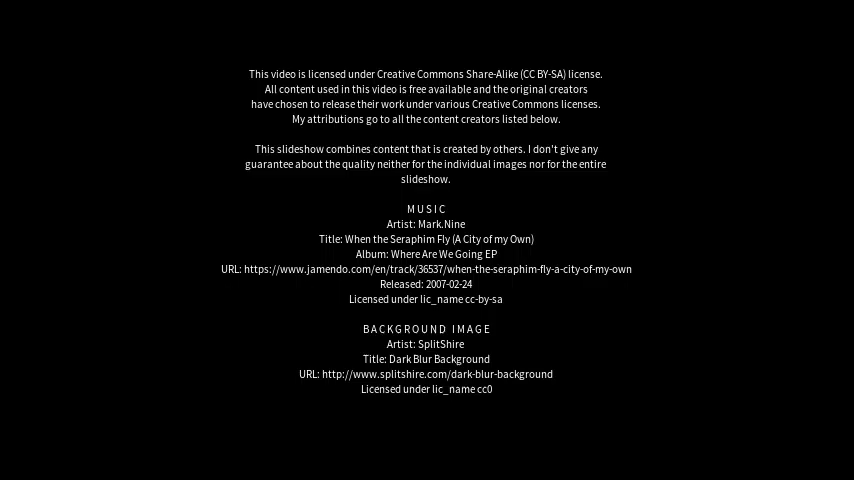 This video is licensed under Creative Commons Share-Alike (CC BY-SA) license.
All content used in this video is free available and the original creators
have chosen to release their work under various Creative Commons licenses.
My attributions go to all the content creators listed below.
This slideshow combines content that is created by others. I don't give any
guarantee about the quality neither for the individual images nor for the entire
slideshow.
MUSIC
Artist: Mark.Nine
Title: When the Seraphim Fly (A City of my Own)
Album: Where Are We Going EP
URL: https://www.jamendo.com/en/track/36537/when-the-seraphim-fly-a-city-of-my-own
Released: 2007-02-24
Licensed under lic_name cc-by-sa
BACKGROUND IMAGE
Artist: SplitShire
Title: Dark Blur Background
URL: http://www.splitshire.com/dark-blur-background
Licensed under lic_name cc0